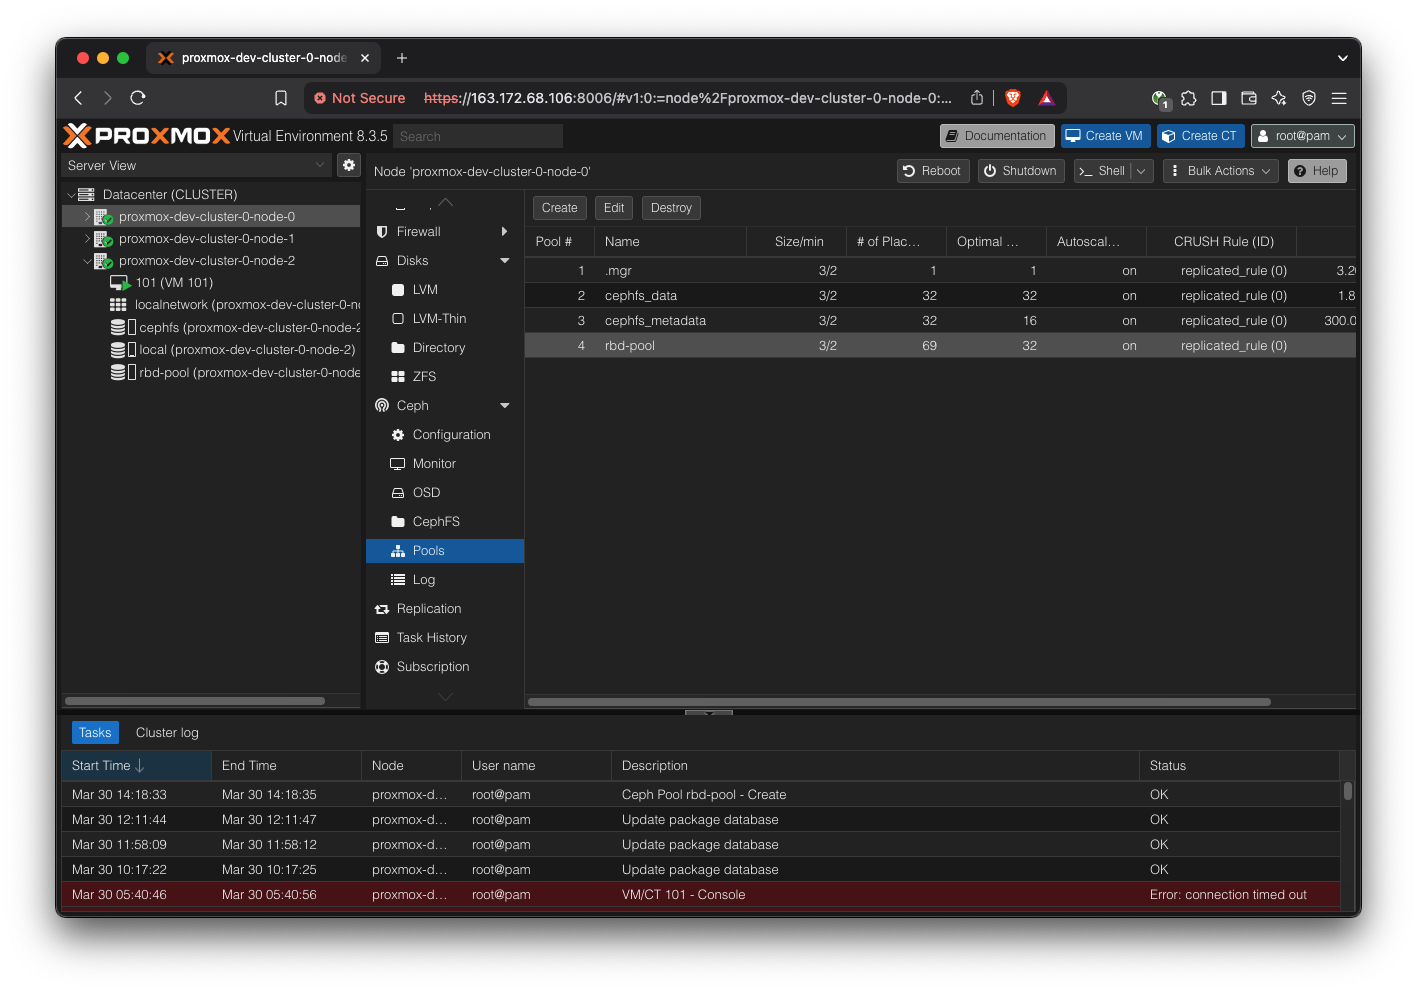 proxmox-dev-cluster-0-node
Not Secure https://163.172.68.106:8006/#v1:0:=node%2Fproxmox-dev-cluster-0-node-0:...
1
PROXMOX Virtual Environment 8.3.5 Search
Documentation Create VM Create CT root@pam
Server View
Node 'proxmox-dev-cluster-0-node-0'
Reboot Shutdown Shell Bulk Actions Help
Datacenter (CLUSTER)
proxmox-dev-cluster-0-node-0
proxmox-dev-cluster-0-node-1
proxmox-dev-cluster-0-node-2
101 (VM 101)
localnetwork (proxmox-dev-cluster-0-n
cephfs (proxmox-dev-cluster-0-node-2
local (proxmox-dev-cluster-0-node-2)
rbd-pool (proxmox-dev-cluster-0-node
Firewall
Disks
LVM
LVM-Thin
Directory
ZFS
Ceph
Configuration
Monitor
OSD
CephFS
Pools
Log
Replication
Task History
Subscription
Create Edit Destroy
Pool # Name Size/min # of Plac... Optimal ... Autoscal... CRUSH Rule (ID)
1 .mgr 3/2 1 1 on replicated_rule (0) 3.2
2 cephfs_data 3/2 32 32 on replicated_rule (0) 1.8
3 cephfs_metadata 3/2 32 16 on replicated_rule (0) 300.0
4 rbd-pool 3/2 69 32 on replicated_rule (0)
Tasks Cluster log
Start Time End Time Node User name Description Status
Mar 30 14:18:33 Mar 30 14:18:35 proxmox-d... root@pam Ceph Pool rbd-pool - Create OK
Mar 30 12:11:44 Mar 30 12:11:47 proxmox-d... root@pam Update package database OK
Mar 30 11:58:09 Mar 30 11:58:12 proxmox-d... root@pam Update package database OK
Mar 30 10:17:22 Mar 30 10:17:25 proxmox-d... root@pam Update package database OK
Mar 30 05:40:46 Mar 30 05:40:56 proxmox-d... root@pam VM/CT 101 - Console Error: connection timed out